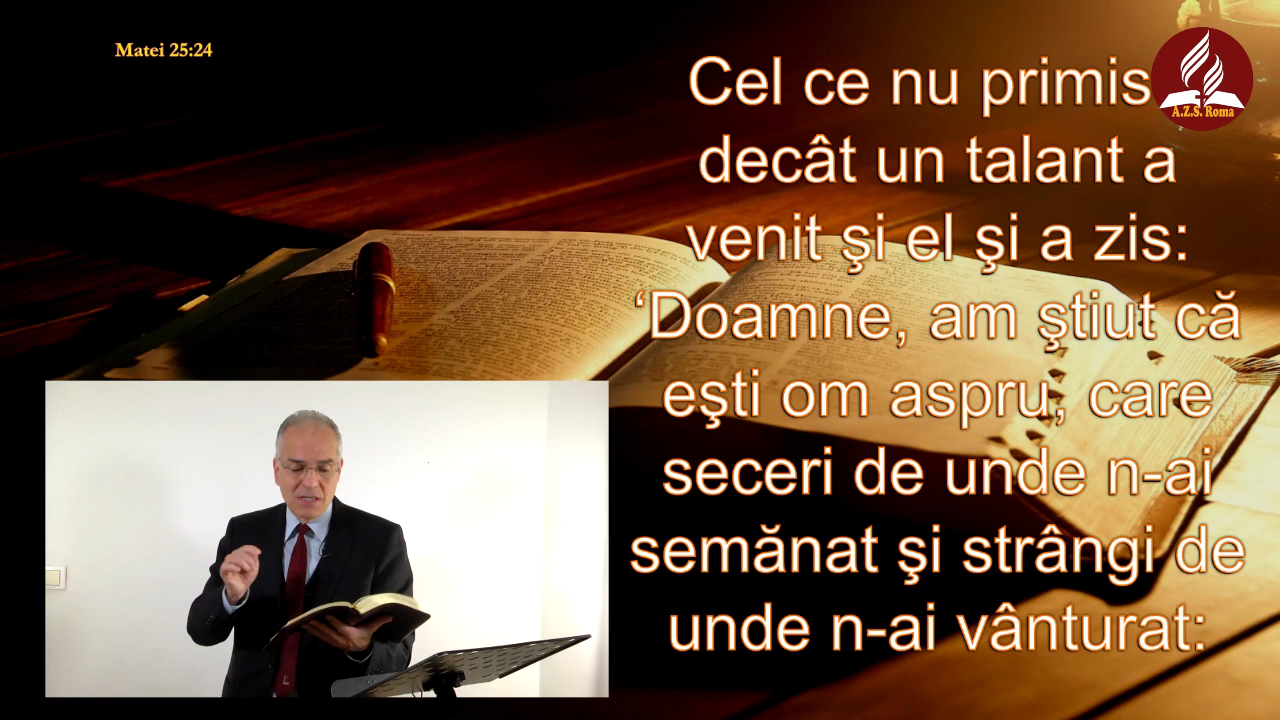 Matei 25:24
Cel ce nu primis
decât un talant a
venit şi el şi a zis:
‘Doamne, am ştiut că
eşti om aspru, care
seceri de unde n-ai
semănat şi strângi de
unde n-ai vânturat:
A.Z.S. Roma